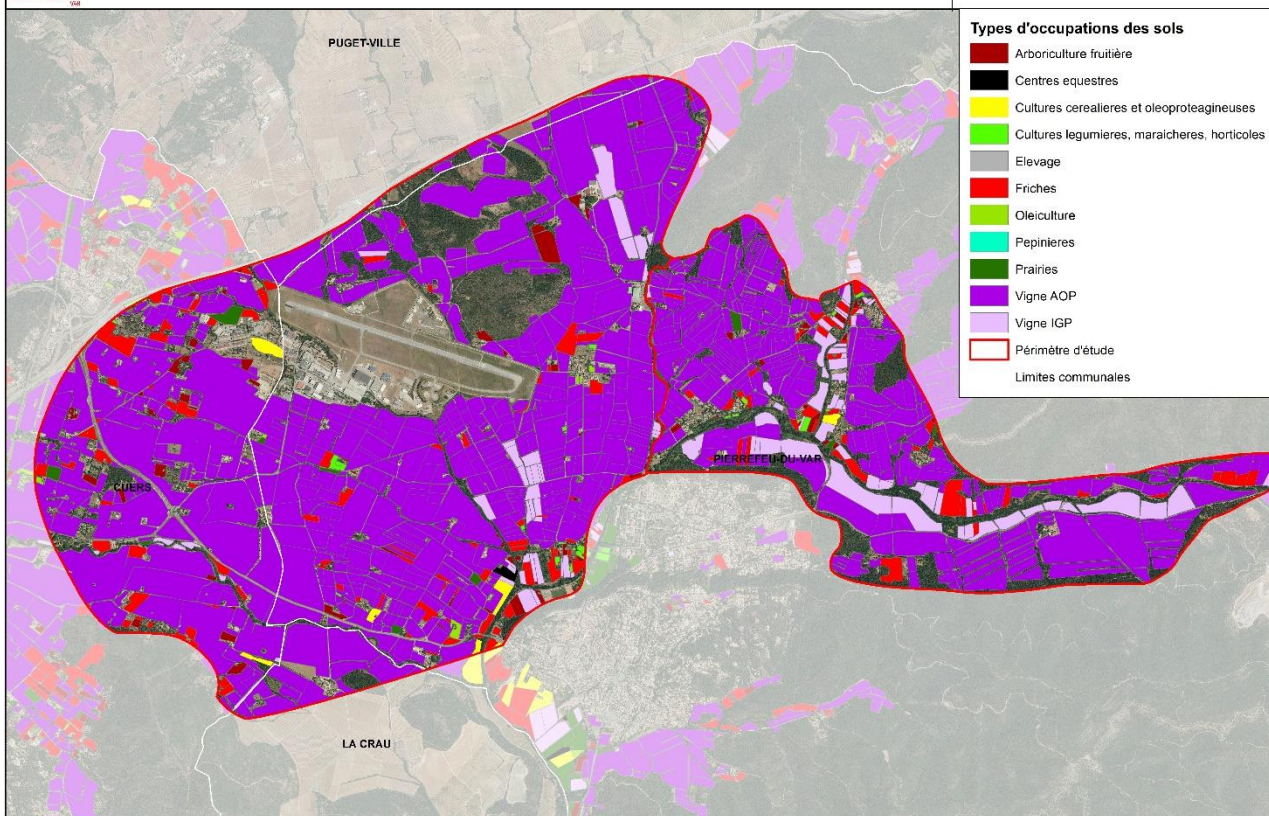 VAR
PUGET-VILLE
Types d'occupations des sols
Arboriculture fruitière
Centres equestres
Cultures cerealieres et oleoproteagineuses
Cultures legumieres, maraicheres, horticoles
Elevage
Friches
Oleiculture
Pepinieres
Prairies
Vigne AOP
Vigne IGP
Périmètre d'étude
Limites communales
PIERREFEU-DU-VAR
CUERS
LA CRAU